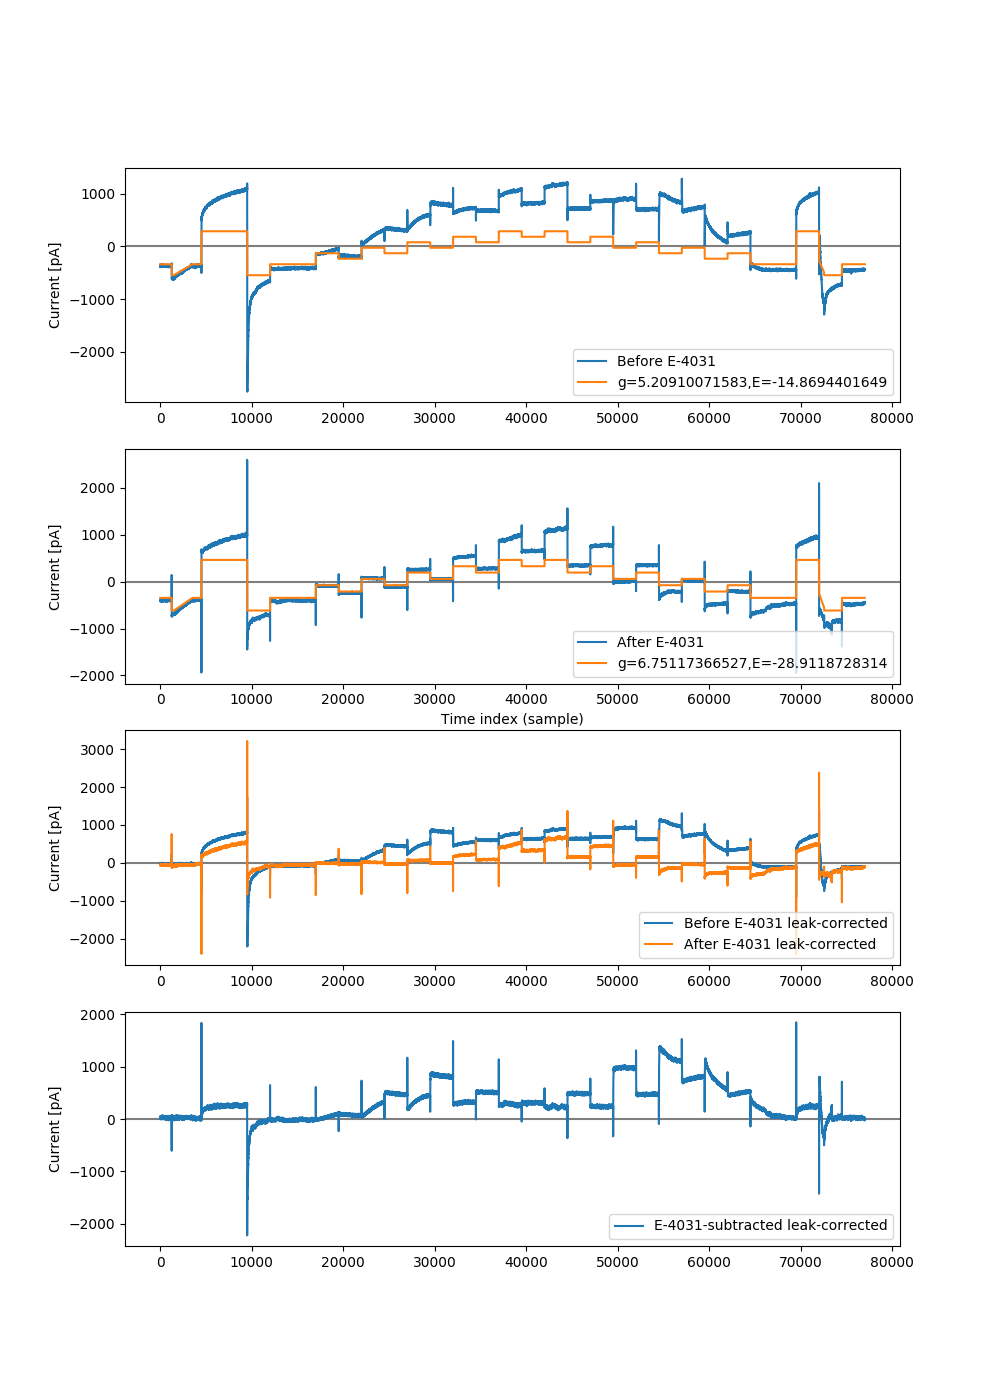 1000
0
−1000
−2000
Current [pA]
Before E-4031
g=5.20910071583,E=-14.8694401649
0 10000 20000 30000 40000 50000 60000 70000 80000
2000
1000
0
−1000
−2000
Current [pA]
After E-4031
g=6.75117366527,E=-28.9118728314
0 10000 20000 30000 40000 50000 60000 70000 80000
Time index (sample)
3000
2000
1000
0
−1000
−2000
Current [pA]
Before E-4031 leak-corrected
After E-4031 leak-corrected
0 10000 20000 30000 40000 50000 60000 70000 80000
2000
1000
0
−1000
−2000
Current [pA]
E-4031-subtracted leak-corrected
0 10000 20000 30000 40000 50000 60000 70000 80000